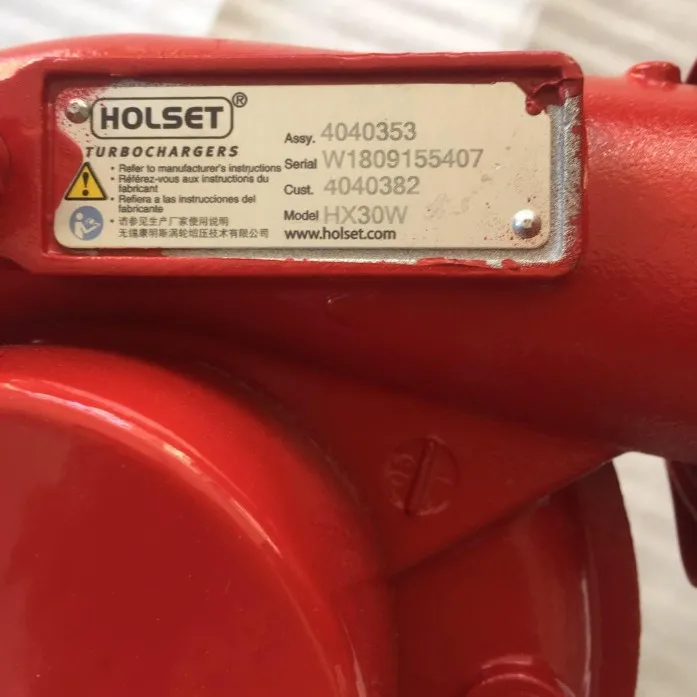 HOLSET®
TURBOCHARGERS
• Refer to manufacturer's instructions
• Référez-vous aux instructions du
fabricant
• Refiera a las instrucciones del
fabricante
• 请参见生产厂家使用说明
无锡康明斯涡轮增压技术有限公司
Assy. 4040353
Serial W1809155407
Cust. 4040382
Model HX30W
www.holset.com